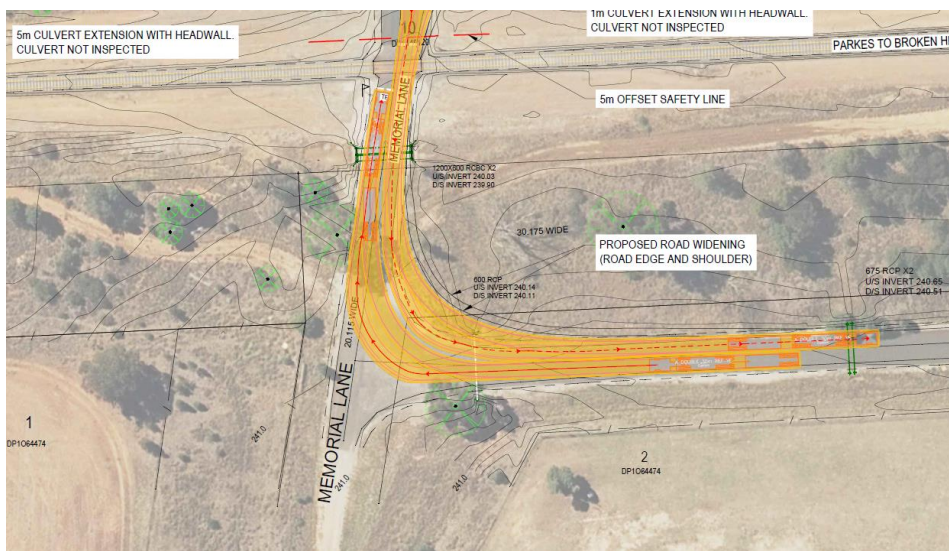 5m CULVERT EXTENSION WITH HEADWALL.
CULVERT NOT INSPECTED
10
1m CULVERT EXTENSION WITH HEADWALL.
CULVERT NOT INSPECTED
PARKES TO BROKEN HI
5m OFFSET SAFETY LINE
MEMORIAL LANE
1200X600 RCBC X2
U/S INVERT 240.03
D/S INVERT 239.90
30.175 WIDE
PROPOSED ROAD WIDENING
(ROAD EDGE AND SHOULDER)
675 RCP X2
U/S INVERT 240.65
D/S INVERT 240.51
600 RCP
U/S INVERT 240.14
D/S INVERT 240.11
20.115 WIDE
MEMORIAL LANE
1
DP1064474
241.0
241.0
241.0
2
DP1064474